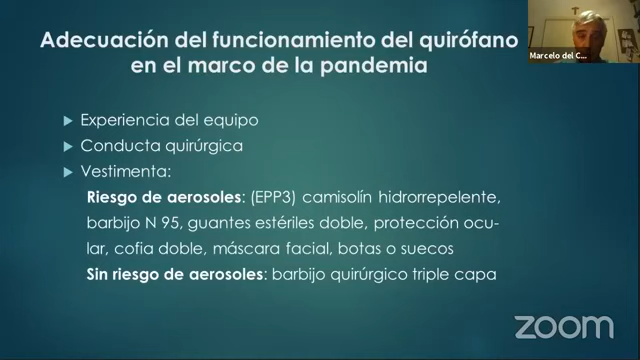 Adecuación del funcionamiento del quirófano
en el marco de la pandemia
Marcelo del C...
Experiencia del equipo
Conducta quirúrgica
Vestimenta:
Riesgo de aerosoles: (EPP3) camisolín hidrorrepelente,
barbijo N 95, guantes estériles doble, protección ocu-
lar, cofia doble, máscara facial, botas o suecos
Sin riesgo de aerosoles: barbijo quirúrgico triple capa
zoom